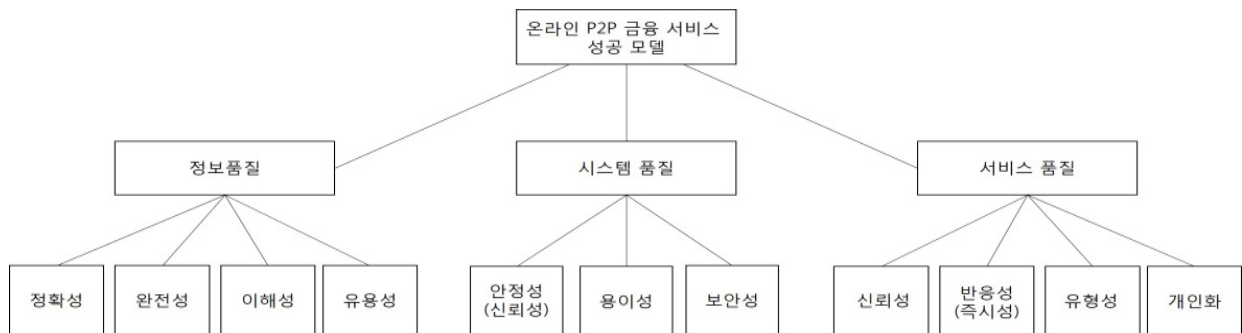 온라인 P2P 금융 서비스
성공 모델
정보품질
시스템 품질
서비스 품질
정확성
완전성
이해성
유용성
안정성
(신뢰성)
용이성
보안성
신뢰성
반응성
(즉시성)
유형성
개인화